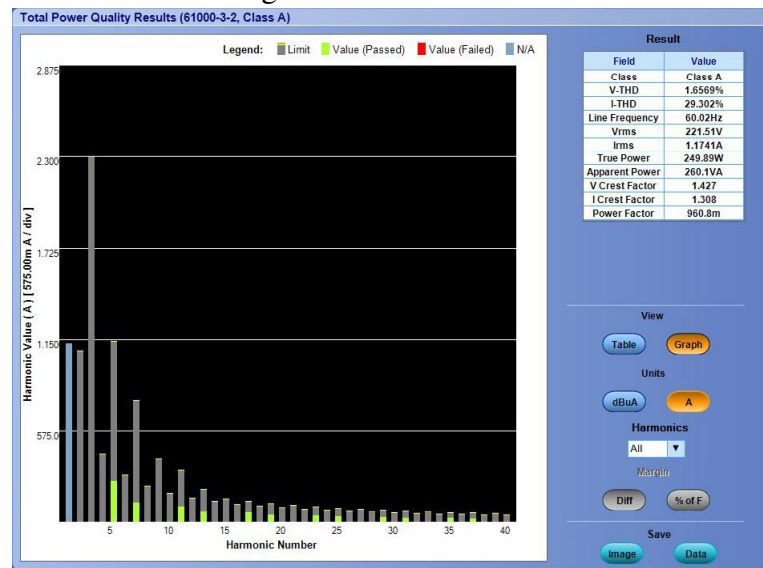 Total Power Quality Results (61000-3-2, Class A)
Legend: Limit Value (Passed) Value (Failed) N/A
2.875
2.300
1.725
1.150
575.0
Harmonic Value ( A ) [ 575.00m A / div ]
5 10 15 20 25 30 35 40
Harmonic Number
Result
Field Value
Class Class A
V-THD 1.6569%
I-THD 29.302%
Line Frequency 60.02Hz
Vrms 221.51V
Irms 1.1741A
True Power 249.89W
Apparent Power 260.1VA
V Crest Factor 1.427
I Crest Factor 1.308
Power Factor 960.8m
View
Table Graph
Units
dBuA A
Harmonics
All
Margin
Diff % of F
Save
Image Data